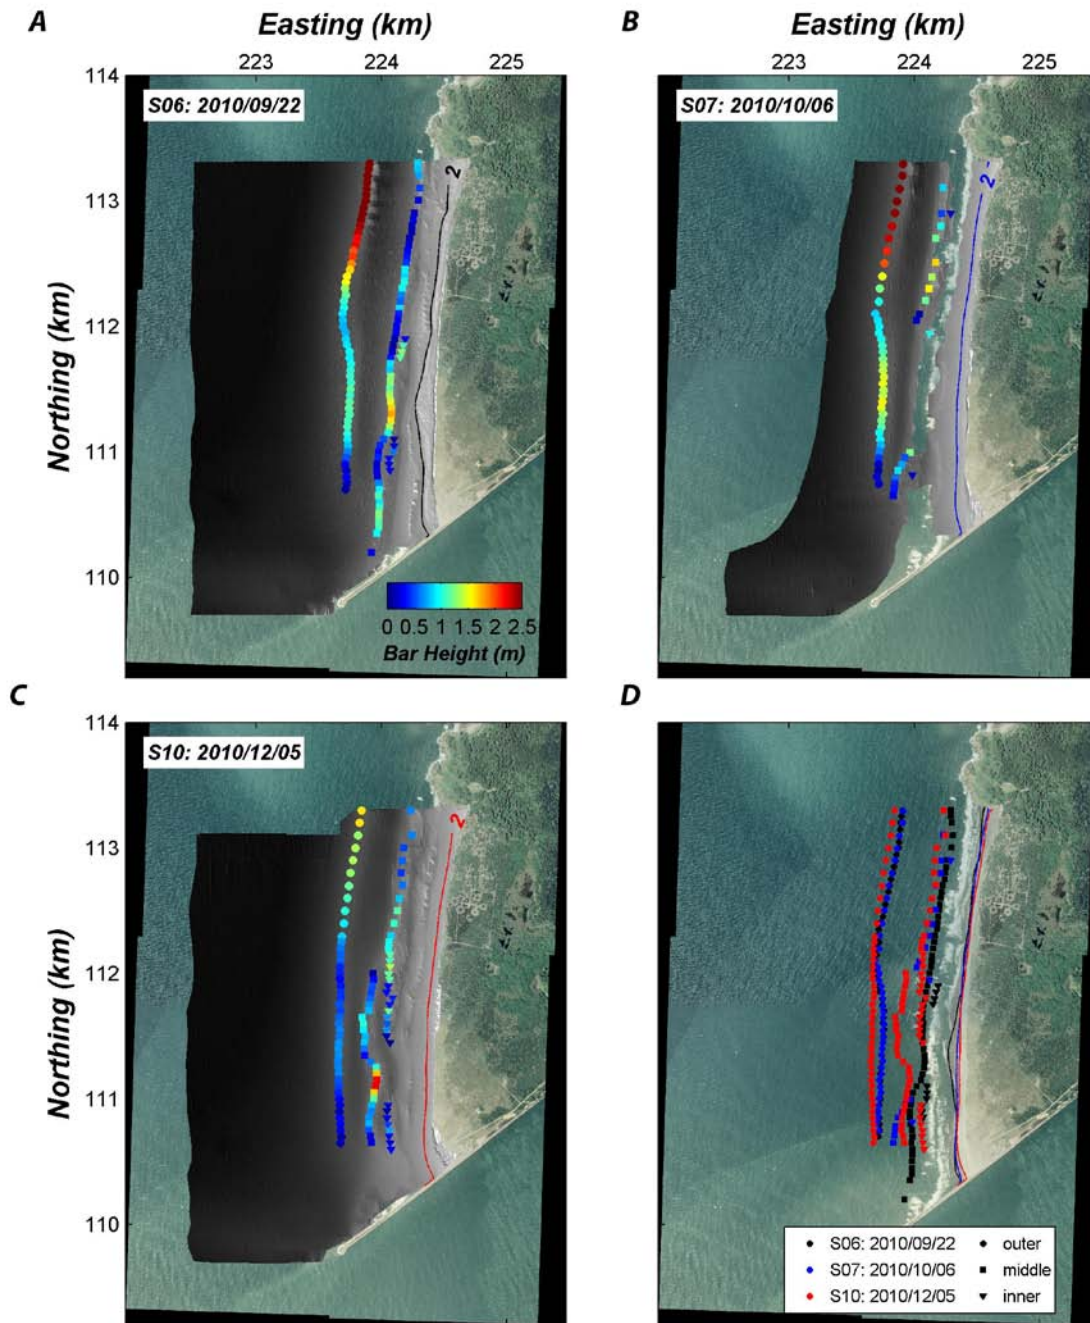 A
Easting (km)
B
223
224
225
223
224
225
114
S06: 2010/09/22
S07: 2010/10/06
2
2
113
112
111
110
Northing (km)
0 0.5 1 1.5 2 2.5
Bar Height (m)
C
D
114
S10: 2010/12/05
2
113
112
111
110
Northing (km)
S06: 2010/09/22 outer
S07: 2010/10/06 middle
S10: 2010/12/05 inner